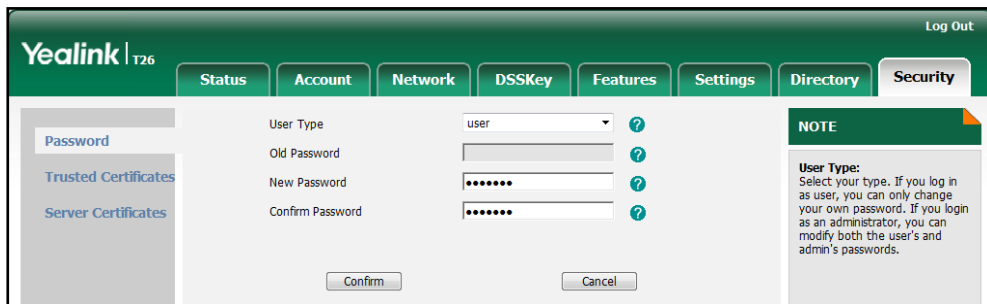 Log Out
Yealink T26
Status Account Network DSSKey Features Settings Directory Security
Password
Trusted Certificates
Server Certificates
User Type user ?
Old Password ?
New Password ••••••• ?
Confirm Password ••••••• ?
Confirm Cancel
NOTE
User Type:
Select your type. If you log in
as user, you can only change
your own password. If you login
as an administrator, you can
modify both the user's and
admin's passwords.